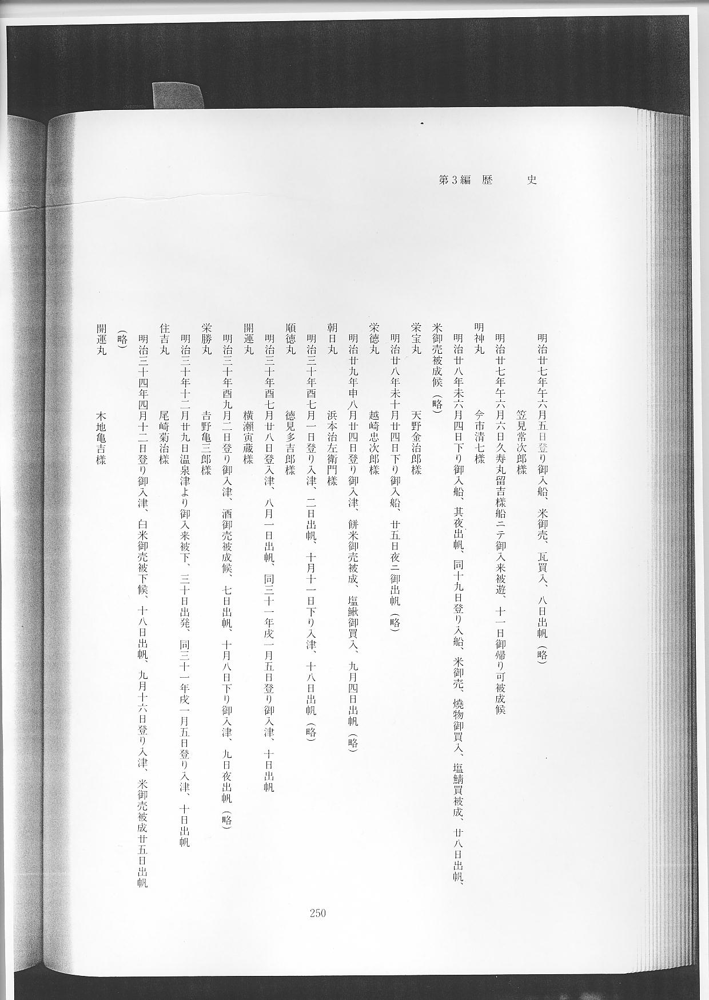 第3編 歴 史
明治廿七年午六月五日登り御入船、米御売、瓦買入、八日出帆（略）
笠見常次郎様
明治廿七年午六月六日久寿丸留吉様船ニテ御入来被遊、十一日御帰り可被成候
明神丸 今市清七様
明治廿八年未六月四日下り御入船、其夜出帆、同十九日登り入船、米御売、焼物御買入、塩鯖買被成、廿八日出帆、
米御売被成候（略）
栄宝丸 天野金治郎様
明治廿八年未十月廿四日下り御入船、廿五日夜ニ御出帆（略）
栄徳丸 越崎忠次郎様
明治廿九年申八月廿四日登り御入津、餅米御売被成、塩鰍御買入、九月四日出帆（略）
朝日丸 浜本治左衛門様
明治三十年酉七月一日登り入津、二日出帆、十月十一日下り入津、十八日出帆（略）
順徳丸 徳見多吉郎様
明治三十年酉七月廿八日登入津、八月一日出帆、同三十一年戌一月五日登り御入津、十日出帆
開運丸 横瀬寅蔵様
明治三十年酉九月二日登り御入津、酒御売被成候、七日出帆、十月八日下り御入津、九日夜出帆（略）
栄勝丸 吉野亀三郎様
明治三十年十二月廿九日温泉津より御入来被下、三十日出発、同三十一年戌一月五日登り入津、十日出帆
住吉丸 尾崎菊治様
明治三十四年四月十二日登り御入津、白米御売被下候、十八日出帆、九月十六日登り入津、米御売被成廿五日出帆
（略）
開運丸 木地亀吉様
250